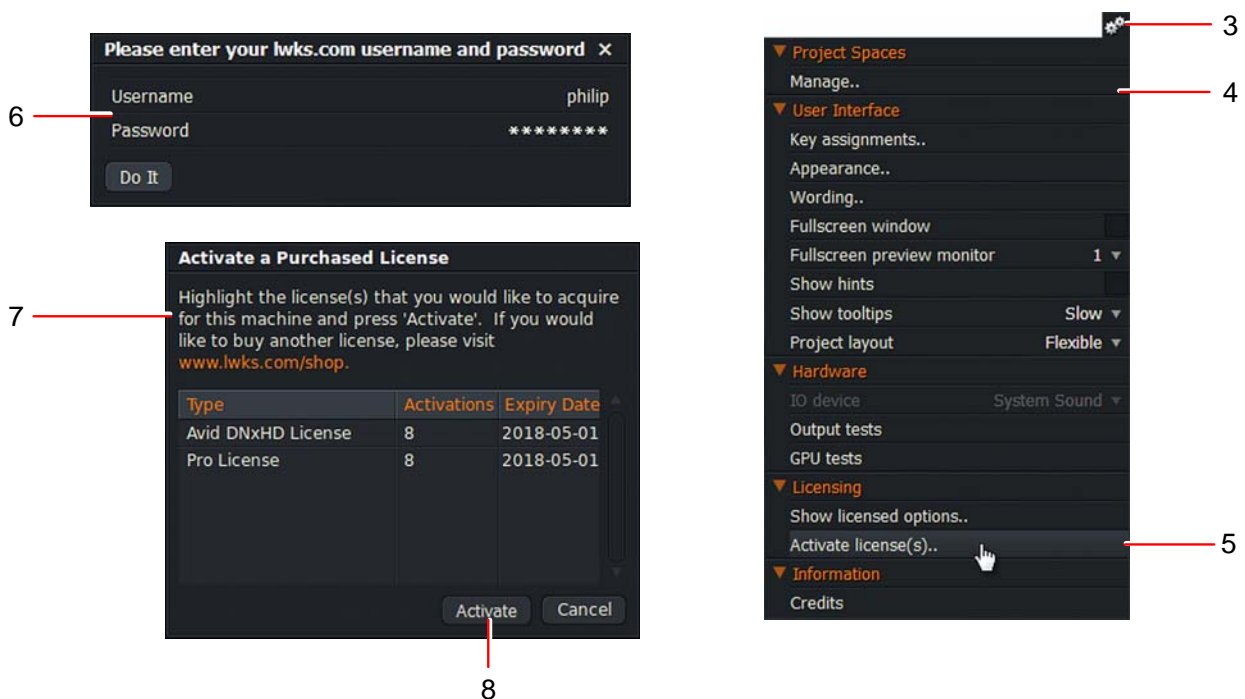 Please enter your lwks.com username and password ×
Username philip
Password ********
Do It
6
Activate a Purchased License
Highlight the license(s) that you would like to acquire
for this machine and press 'Activate'. If you would
like to buy another license, please visit
www.lwks.com/shop.
Type Activations Expiry Date
Avid DNxHD License 8 2018-05-01
Pro License 8 2018-05-01
Activate Cancel
7
8
3
Project Spaces
Manage..
4
User Interface
Key assignments..
Appearance..
Wording..
Fullscreen window
Fullscreen preview monitor 1
Show hints
Show tooltips Slow
Project layout Flexible
Hardware
IO device System Sound
Output tests
GPU tests
Licensing
Show licensed options..
Activate license(s)..
5
Information
Credits